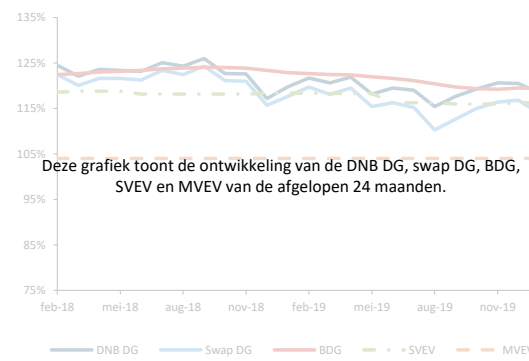 135%
125%
115%
105%
Deze grafiek toont de ontwikkeling van de DNB DG, swap DG, BDG,
SVEV en MVEV van de afgelopen 24 maanden.
95%
85%
75%
feb-18 mei-18 aug-18 nov-18 feb-19 mei-19 aug-19 nov-19
DNB DG Swap DG BDG SVEV MVEV